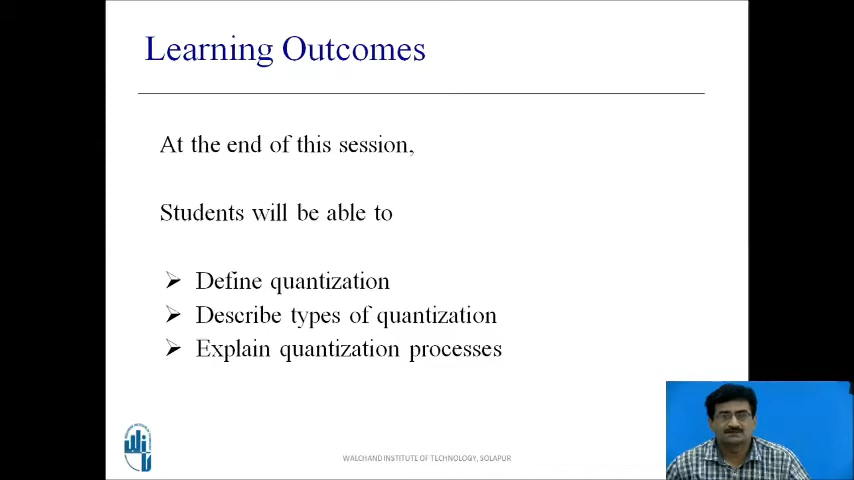 Learning Outcomes
At the end of this session,
Students will be able to
Define quantization
Describe types of quantization
Explain quantization processes
WALCHAND INSTITUTE OF TECHNOLOGY, SOLAPUR